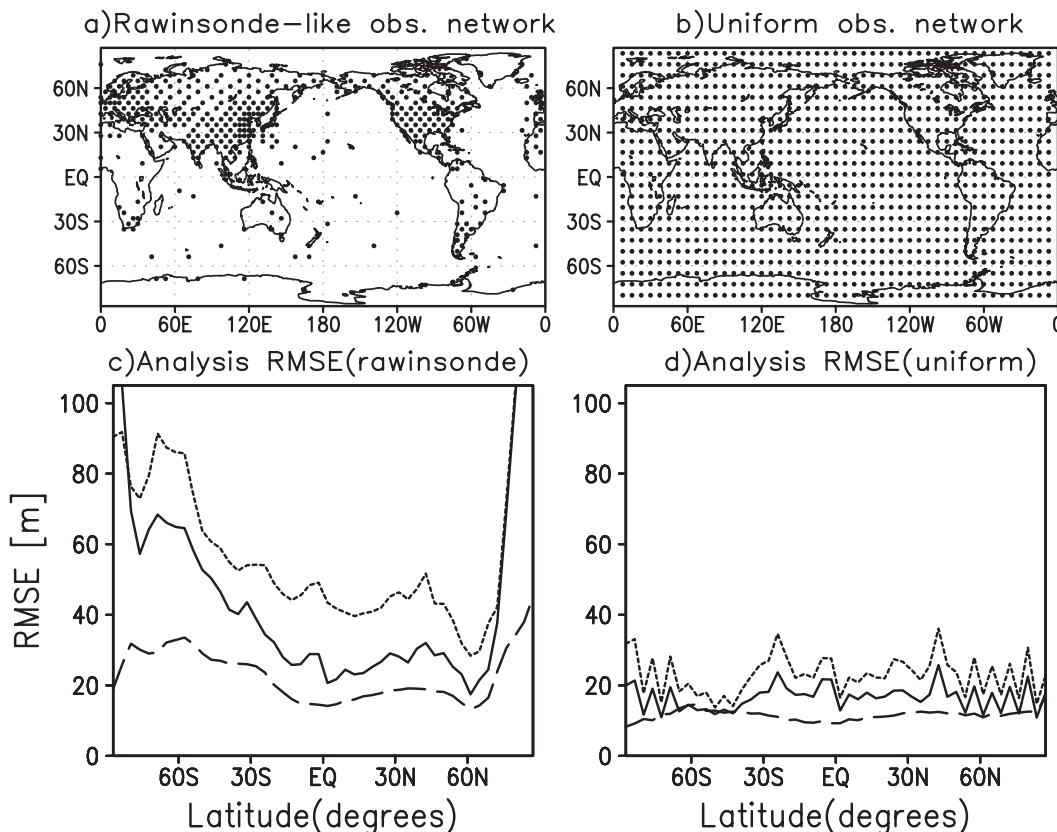 a)Rawinsonde-like obs. network
b)Uniform obs. network
60N
30N
EQ
30S
60S
0 60E 120E 180 120W 60W 0
60N
30N
EQ
30S
60S
0 60E 120E 180 120W 60W 0
c)Analysis RMSE(rawinsonde)
d)Analysis RMSE(uniform)
RMSE [m]
100
80
60
40
20
0
60S 30S EQ 30N 60N
Latitude(degrees)
100
80
60
40
20
0
60S 30S EQ 30N 60N
Latitude(degrees)